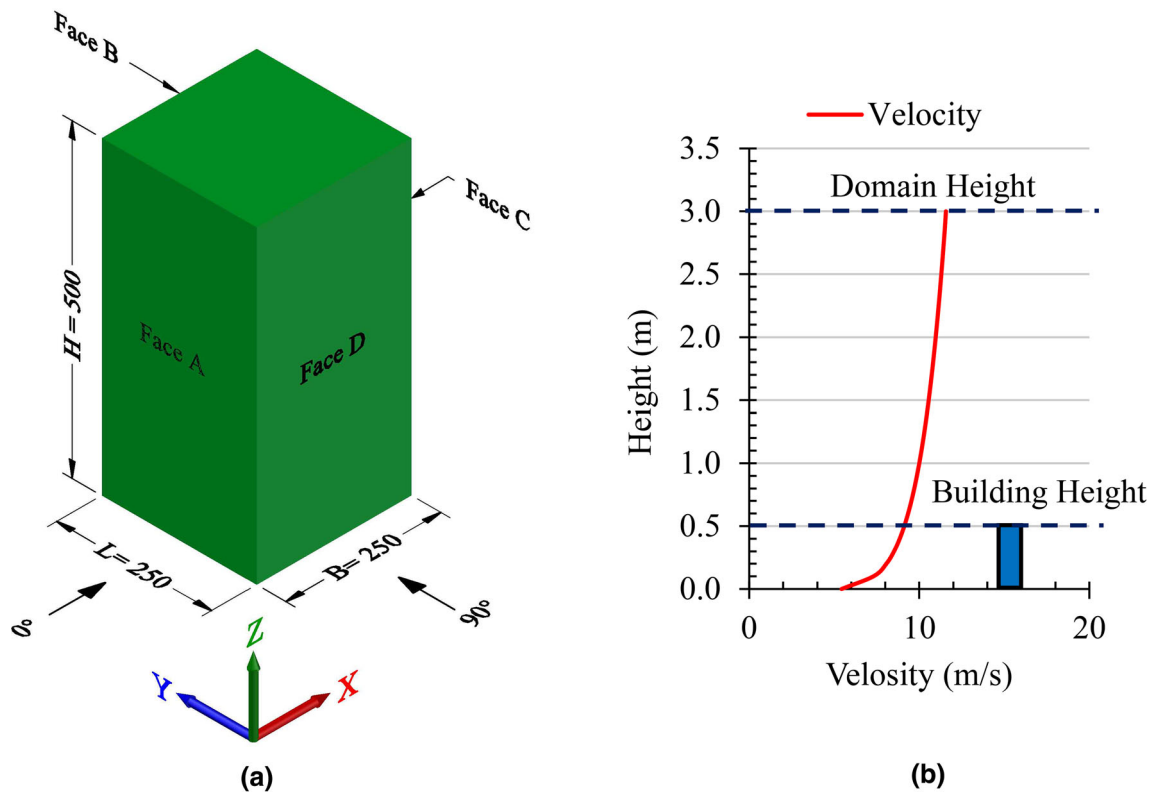 Face B
Face C
H = 500
Face A
Face D
L= 250
B= 250
0°
90°
Z
Y
X
(a)
Velocity
3.5
Domain Height
3.0
2.5
2.0
1.5
1.0
Building Height
0.5
0.0
0 10 20
Height (m)
Velosity (m/s)
(b)